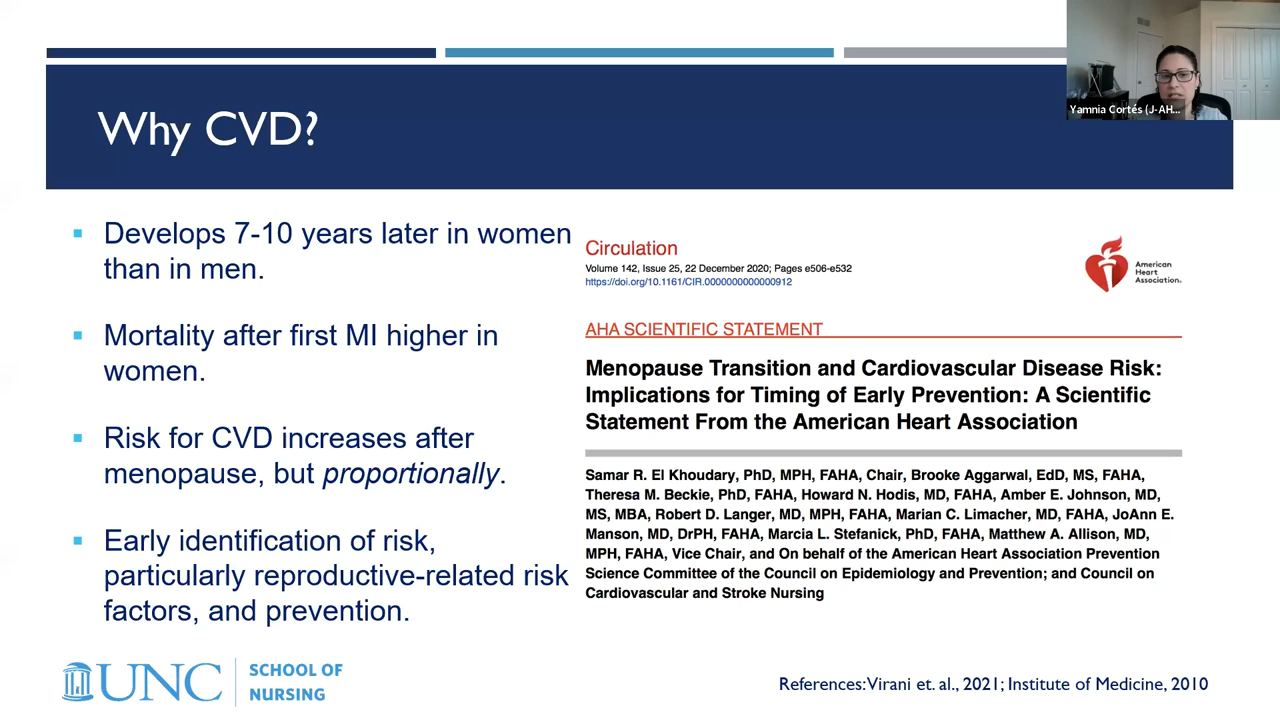 Why CVD?
Yamnia Cortés (J-AH...
Develops 7-10 years later in women
than in men.
Mortality after first MI higher in
women.
Risk for CVD increases after
menopause, but proportionally.
Early identification of risk,
particularly reproductive-related risk
factors, and prevention.
Circulation
Volume 142, Issue 25, 22 December 2020; Pages e506-e532
https://doi.org/10.1161/CIR.0000000000000912
American
Heart
Association.
AHA SCIENTIFIC STATEMENT
Menopause Transition and Cardiovascular Disease Risk:
Implications for Timing of Early Prevention: A Scientific
Statement From the American Heart Association
Samar R. El Khoudary, PhD, MPH, FAHA, Chair, Brooke Aggarwal, EdD, MS, FAHA,
Theresa M. Beckie, PhD, FAHA, Howard N. Hodis, MD, FAHA, Amber E. Johnson, MD,
MS, MBA, Robert D. Langer, MD, MPH, FAHA, Marian C. Limacher, MD, FAHA, JoAnn E.
Manson, MD, DrPH, FAHA, Marcia L. Stefanick, PhD, FAHA, Matthew A. Allison, MD,
MPH, FAHA, Vice Chair, and On behalf of the American Heart Association Prevention
Science Committee of the Council on Epidemiology and Prevention; and Council on
Cardiovascular and Stroke Nursing
UNC
SCHOOL OF
NURSING
References: Virani et. al., 2021; Institute of Medicine, 2010